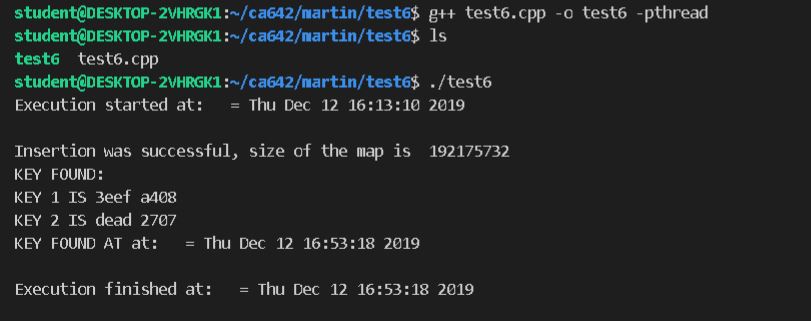 student@DESKTOP-2VHRGK1:~/ca642/martin/test6$ g++ test6.cpp -o test6 -pthread
student@DESKTOP-2VHRGK1:~/ca642/martin/test6$ ls
test6  test6.cpp
student@DESKTOP-2VHRGK1:~/ca642/martin/test6$ ./test6
Execution started at:   = Thu Dec 12 16:13:10 2019
Insertion was successful, size of the map is  192175732
KEY FOUND:
KEY 1 IS 3eef a408
KEY 2 IS dead 2707
KEY FOUND AT at:   = Thu Dec 12 16:53:18 2019
Execution finished at:   = Thu Dec 12 16:53:18 2019